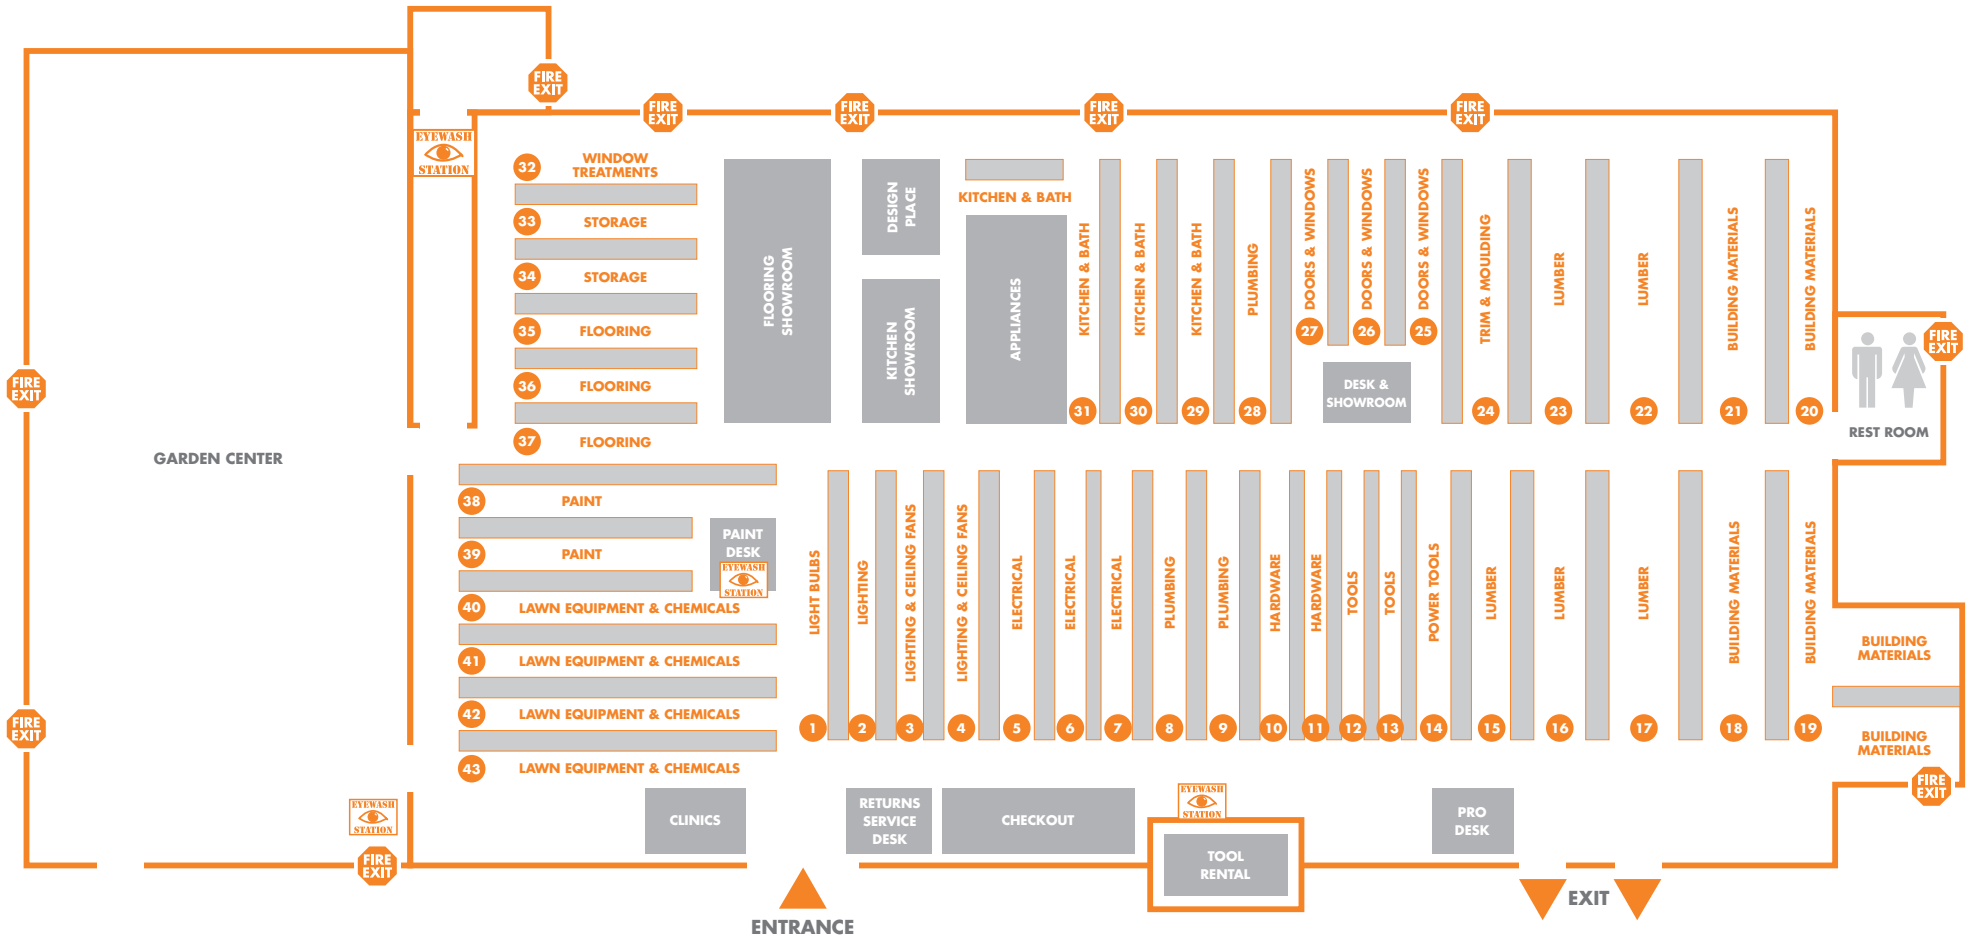 FIRE
EXIT
FIRE
EXIT
FIRE
EXIT
FIRE
EXIT
FIRE
EXIT
EYEWASH
STATION
32
WINDOW
TREATMENTS
33
STORAGE
34
STORAGE
35
FLOORING
36
FLOORING
37
FLOORING
FLOORING
SHOWROOM
DESIGN
PLACE
KITCHEN
SHOWROOM
KITCHEN & BATH
APPLIANCES
KITCHEN & BATH
31
KITCHEN & BATH
30
KITCHEN & BATH
29
PLUMBING
28
DOORS & WINDOWS
27
DOORS & WINDOWS
26
DOORS & WINDOWS
25
DESK &
SHOWROOM
TRIM & MOULDING
24
LUMBER
23
LUMBER
22
BUILDING MATERIALS
21
BUILDING MATERIALS
20
FIRE
EXIT
REST ROOM
FIRE
EXIT
GARDEN CENTER
FIRE
EXIT
38
PAINT
39
PAINT
PAINT
DESK
EYEWASH
STATION
40
LAWN EQUIPMENT & CHEMICALS
41
LAWN EQUIPMENT & CHEMICALS
42
LAWN EQUIPMENT & CHEMICALS
43
LAWN EQUIPMENT & CHEMICALS
LIGHT BULBS
1
LIGHTING
2
LIGHTING & CEILING FANS
3
LIGHTING & CEILING FANS
4
ELECTRICAL
5
ELECTRICAL
6
ELECTRICAL
7
PLUMBING
8
PLUMBING
9
HARDWARE
10
HARDWARE
11
TOOLS
12
TOOLS
13
POWER TOOLS
14
LUMBER
15
LUMBER
16
LUMBER
17
BUILDING MATERIALS
18
BUILDING MATERIALS
19
BUILDING
MATERIALS
BUILDING
MATERIALS
FIRE
EXIT
EYEWASH
STATION
FIRE
EXIT
CLINICS
RETURNS
SERVICE
DESK
CHECKOUT
EYEWASH
STATION
TOOL
RENTAL
PRO
DESK
ENTRANCE
EXIT